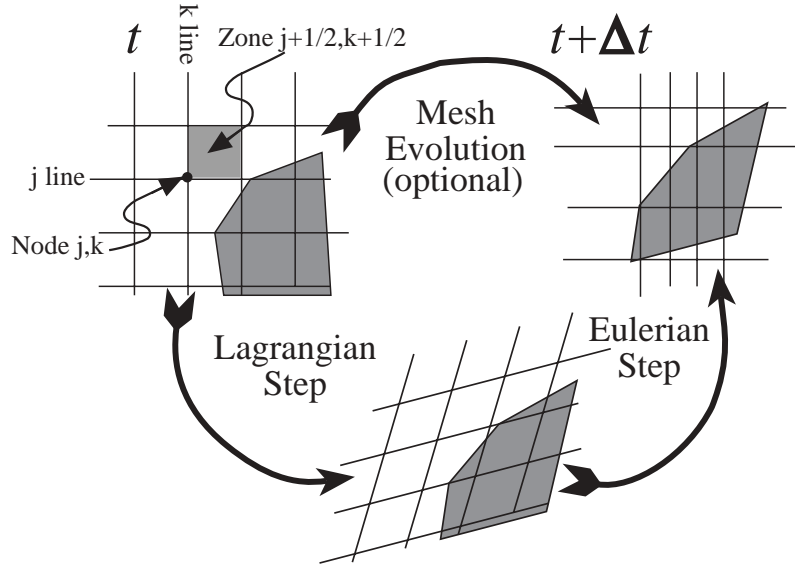 t
k line
Zone j+1/2,k+1/2
t+Δt
Mesh
Evolution
(optional)
j line
Node j,k
Lagrangian
Step
Eulerian
Step